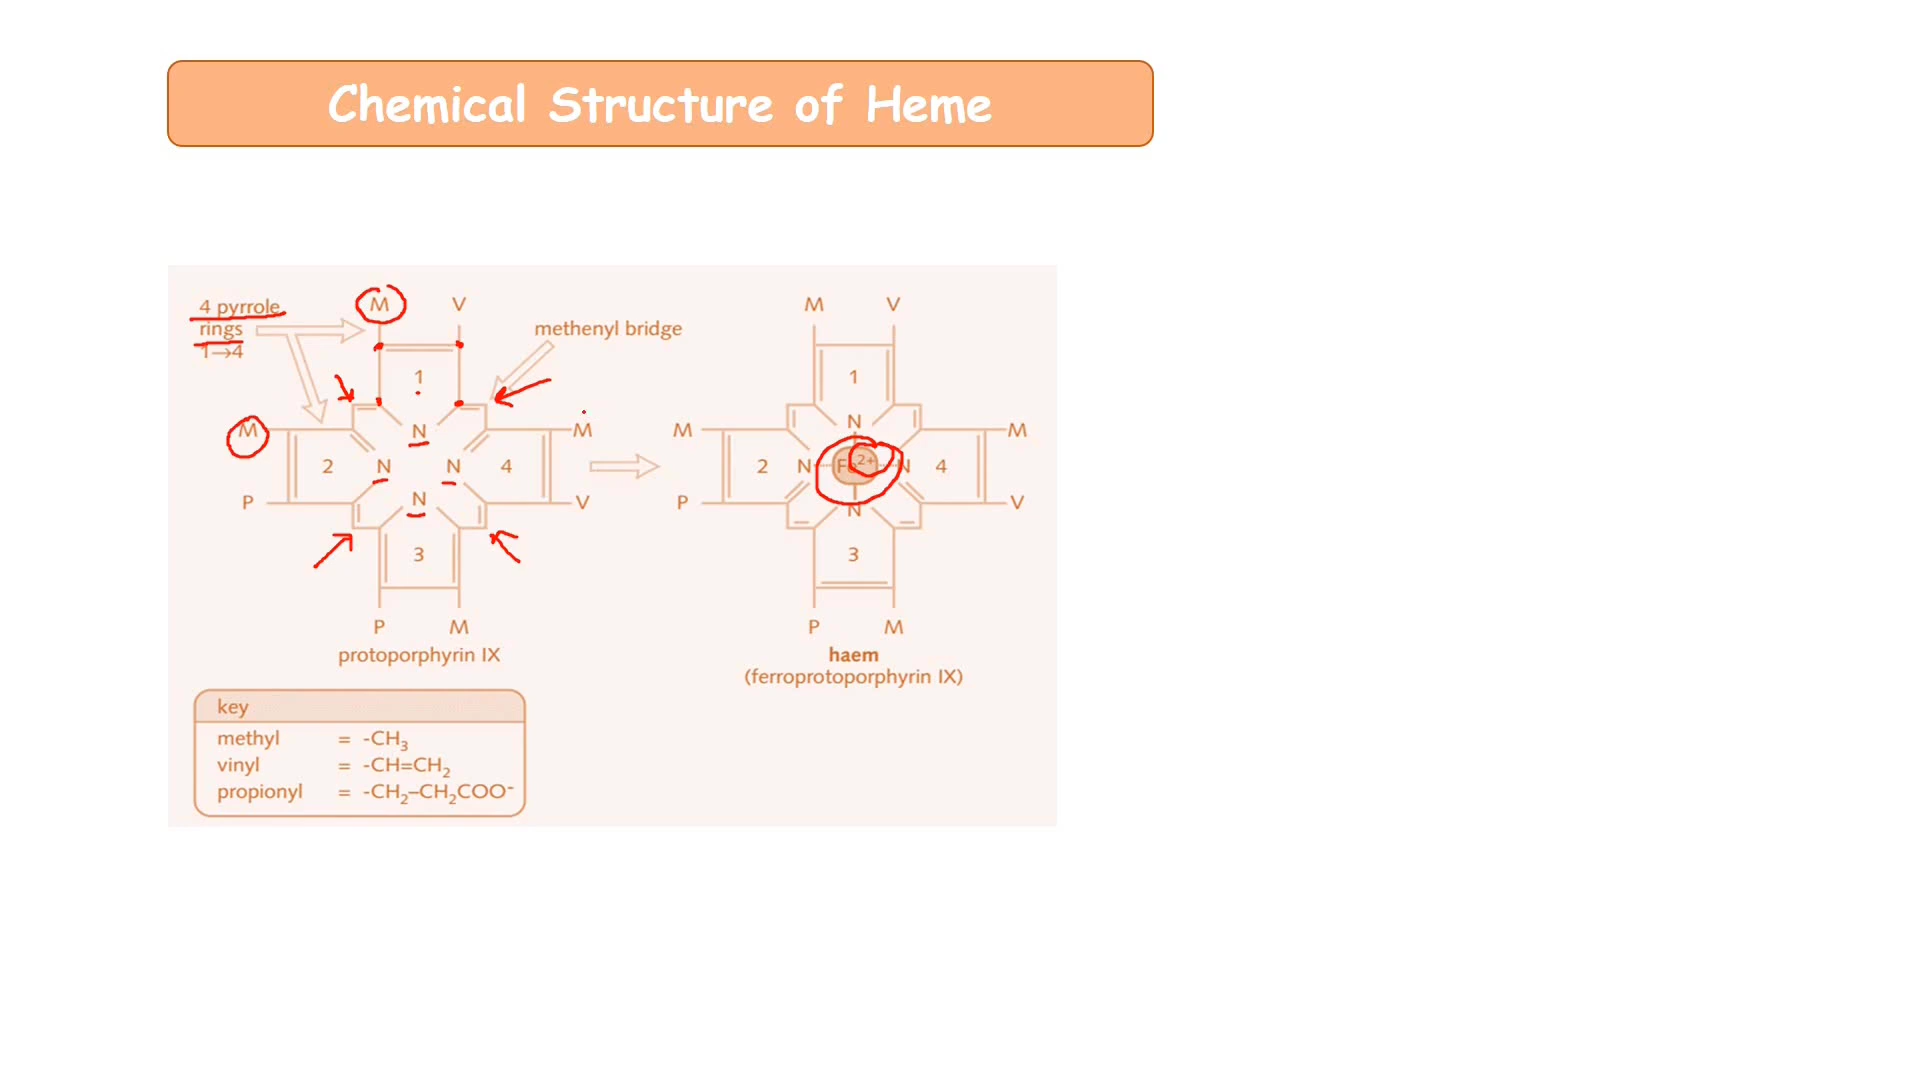 Chemical Structure of Heme
4 pyrrole
rings
1→4
M V
methenyl bridge
1
N
M M
2 N N 4
P V
N
3
P M
protoporphyrin IX
M V
1
N
M M
2 N Fe2+ N 4
P V
N
3
P M
haem
(ferroprotoporphyrin IX)
key
methyl = -CH3
vinyl = -CH=CH2
propionyl = -CH2–CH2COO-